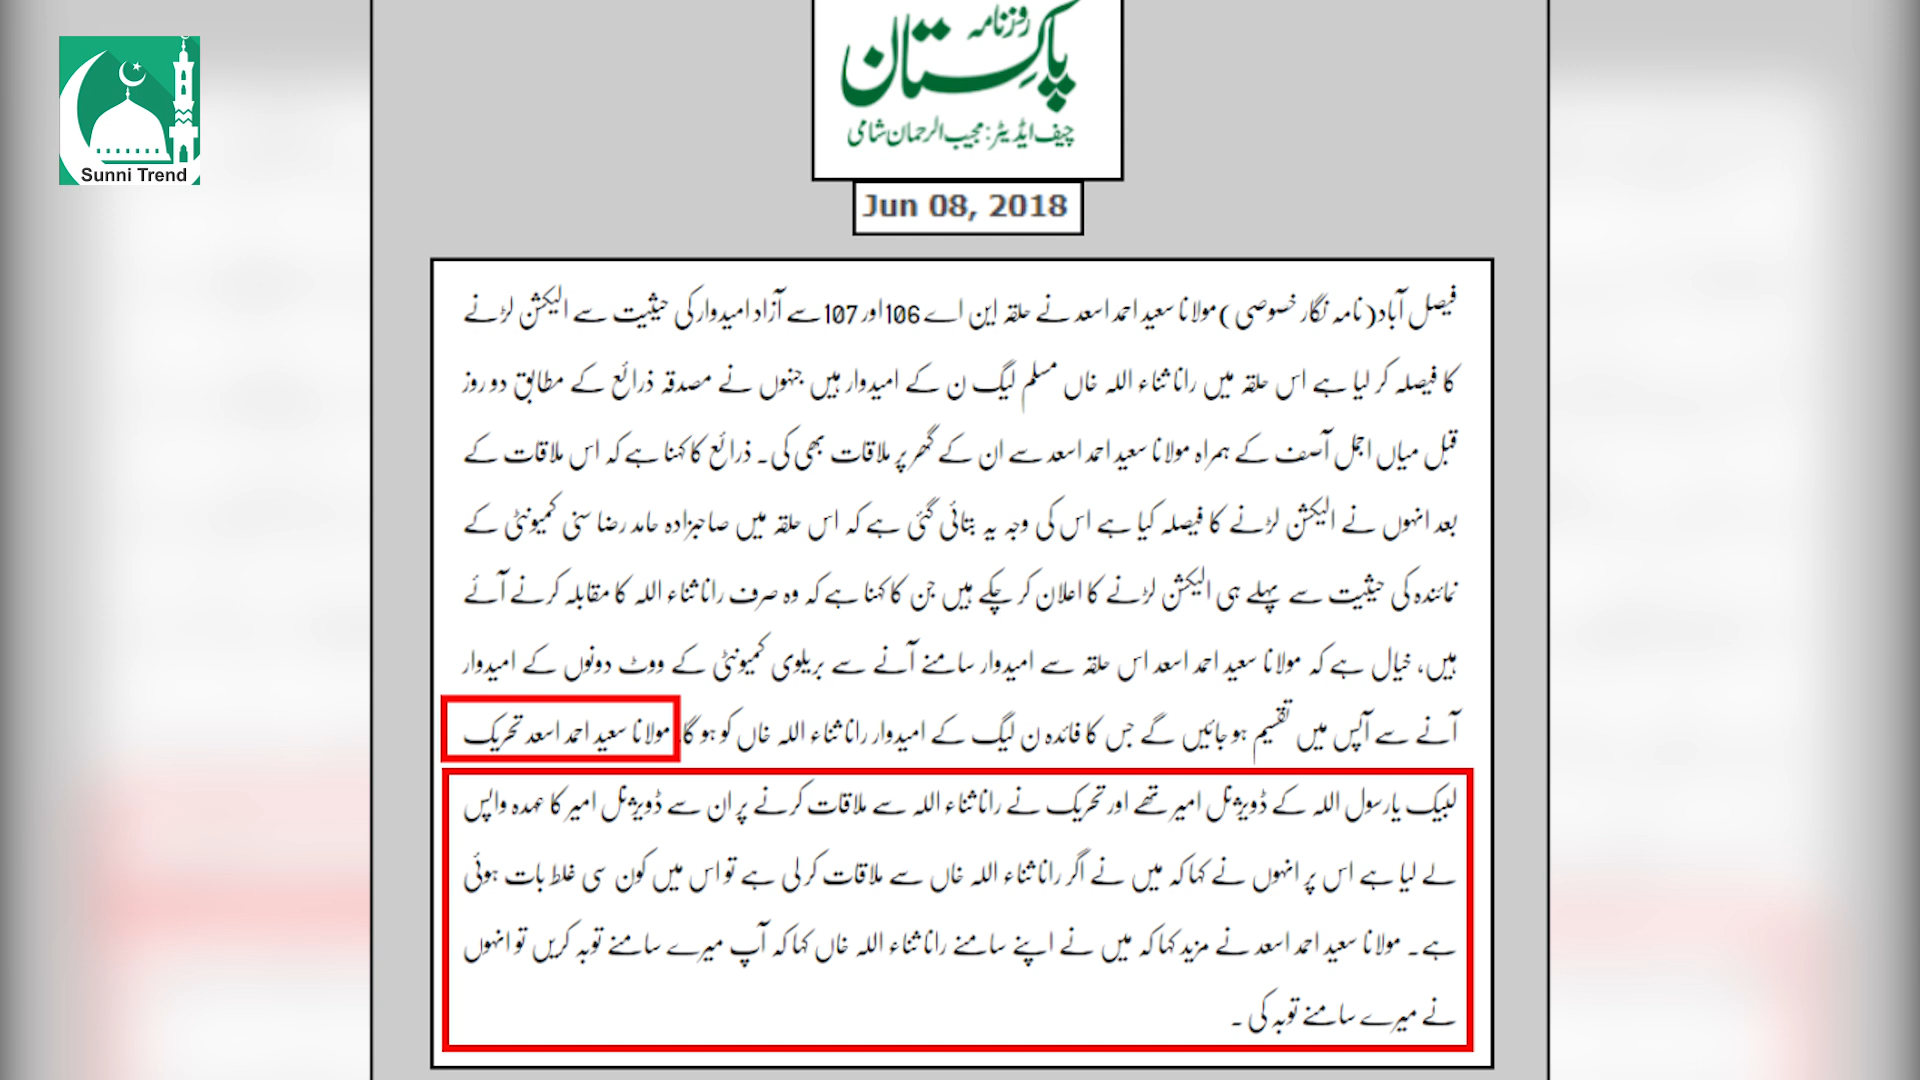 روزنامہ
پاکستان
چیف ایڈیٹر: مجیب الرحمان شامی
Sunni Trend
Jun 08, 2018
فیصل آباد(نامہ نگار خصوصی)مولانا سعید احمد اسعد نے حلقہ این اے 106اور 107سے آزاد امیدوار کی حیثیت سے الیکشن لڑنے
کا فیصلہ کر لیا ہے اس حلقہ میں رانا ثناء اللہ خاں مسلم لیگ ن کے امیدوار ہیں جنہوں نے مصدقہ ذرائع کے مطابق دو روز
قبل میاں اجمل آصف کے ہمراہ مولانا سعید احمد اسعد سے ان کے گھر پر ملاقات بھی کی۔ ذرائع کا کہنا ہے کہ اس ملاقات کے
بعد انہوں نے الیکشن لڑنے کا فیصلہ کیا ہے اس کی وجہ یہ بتائی گئی ہے کہ اس حلقہ میں صاحبزادہ حامد رضا سنی کمیونٹی کے
نمائندہ کی حیثیت سے پہلے ہی الیکشن لڑنے کا اعلان کر چکے ہیں جن کا کہنا ہے کہ وہ صرف رانا ثناء اللہ کا مقابلہ کرنے آئے
ہیں، خیال ہے کہ مولانا سعید احمد اسعد اس حلقہ سے امیدوار سامنے آنے سے بریلوی کمیونٹی کے ووٹ دونوں کے امیدوار
آنے سے آپس میں تقسیم ہو جائیں گے جس کا فائدہ ن لیگ کے امیدوار رانا ثناء اللہ خاں کو ہو گا۔ مولانا سعید احمد اسعد تحریک
لبیک یارسول اللہ کے ڈویژنل امیر تھے اور تحریک نے رانا ثناء اللہ سے ملاقات کرنے پر ان سے ڈویژنل امیر کا عہدہ واپس
لے لیا ہے اس پر انہوں نے کہا کہ میں نے اگر رانا ثناء اللہ خاں سے ملاقات کر لی ہے تو اس میں کون سی غلط بات ہوئی
ہے۔ مولانا سعید احمد اسعد نے مزید کہا کہ میں نے اپنے سامنے رانا ثناء اللہ خاں کہا کہ آپ میرے سامنے توبہ کریں تو انہوں
نے میرے سامنے توبہ کی ۔